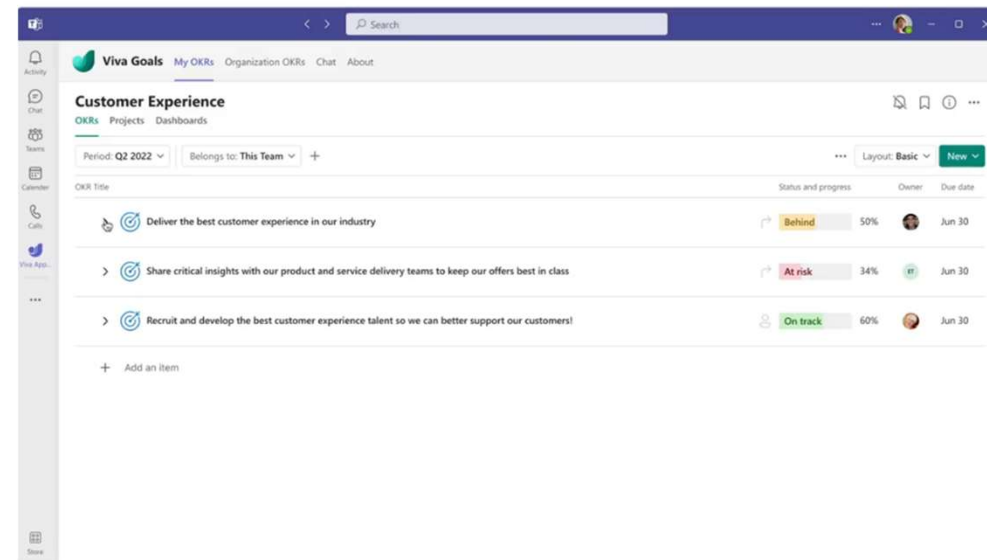 Search
Activity
Chat
Teams
Calender
Calls
Viva App...
Store
Viva Goals My OKRs Organization OKRs Chat About
Customer Experience
OKRs Projects Dashboards
Period: Q2 2022 Belongs to: This Team Layout: Basic New
OKR Title Status and progress Owner Due date
Deliver the best customer experience in our industry Behind 50% Jun 30
Share critical insights with our product and service delivery teams to keep our offers best in class At risk 34% ET Jun 30
Recruit and develop the best customer experience talent so we can better support our customers! On track 60% Jun 30
Add an item